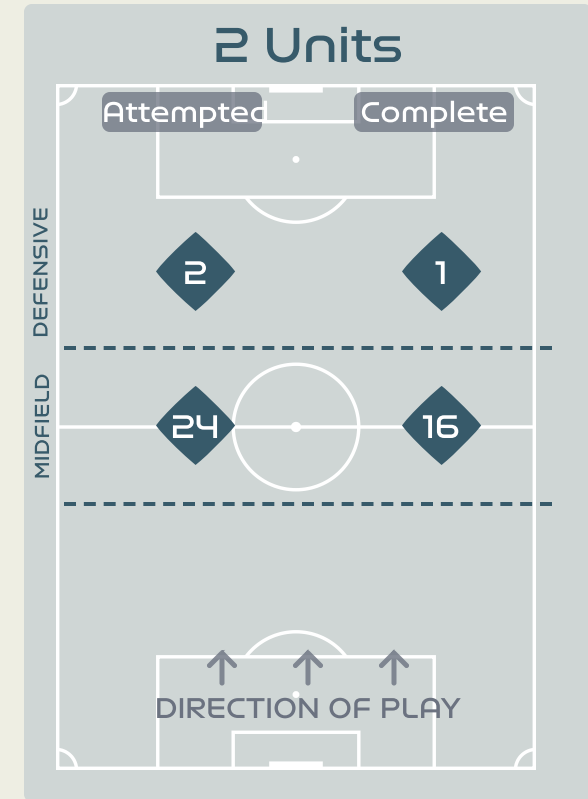 2 Units
Attempted
Complete
DEFENSIVE
2
1
MIDFIELD
24
16
DIRECTION OF PLAY